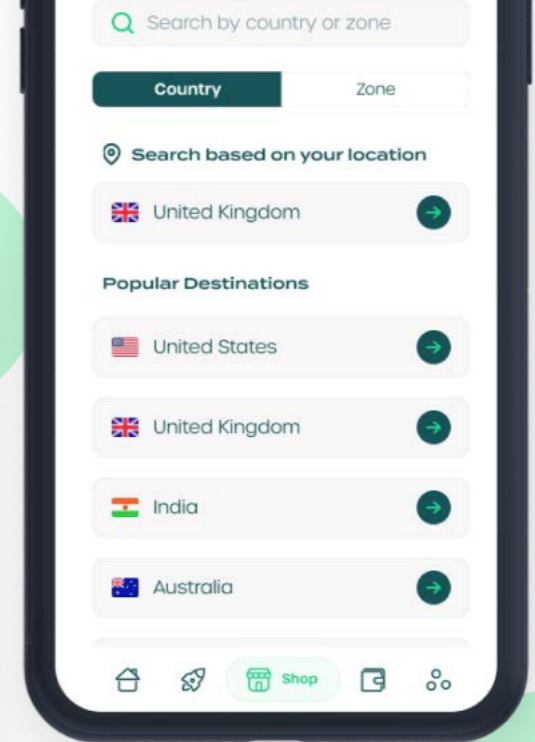 Search by country or zone
Country
Zone
Search based on your location
United Kingdom
Popular Destinations
United States
United Kingdom
India
Australia
Shop